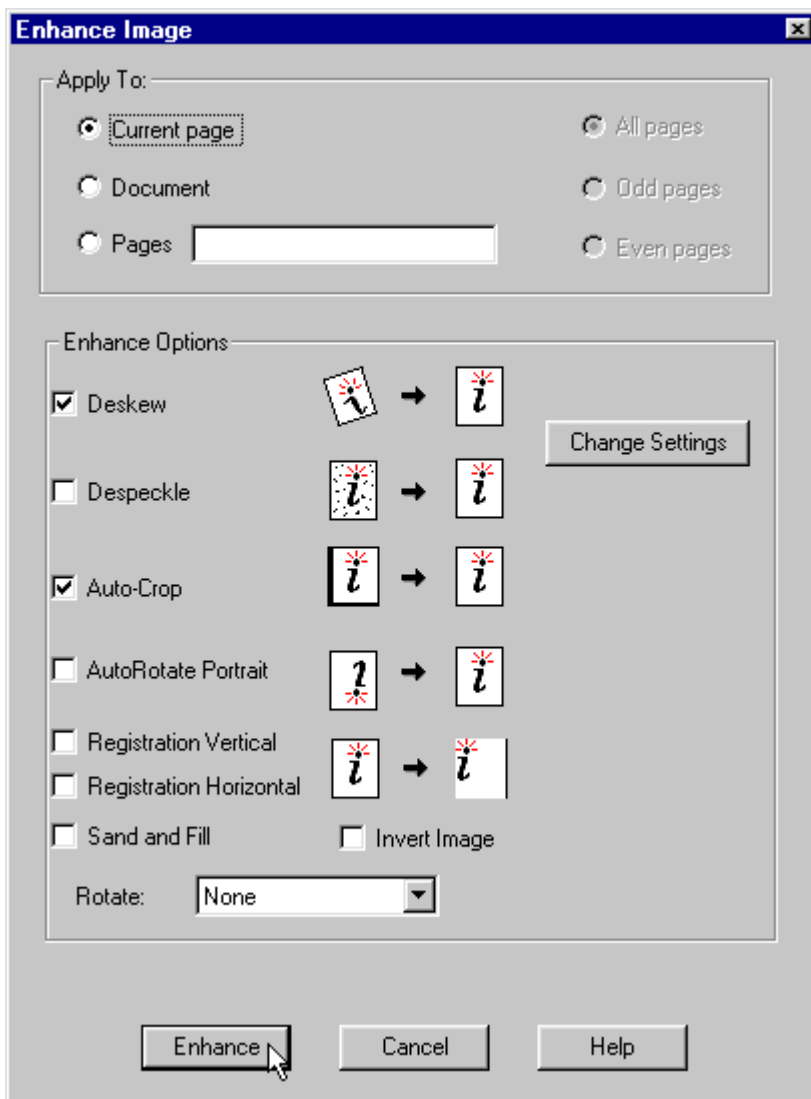 Enhance Image
Apply To:
Current page
All pages
Document
Odd pages
Pages
Even pages
Enhance Options
Deskew
i → i
Change Settings
Despeckle
i → i
Auto-Crop
i → i
AutoRotate Portrait
i → i
Registration Vertical
i → i
Registration Horizontal
Sand and Fill
Invert Image
Rotate:
None
Enhance
Cancel
Help